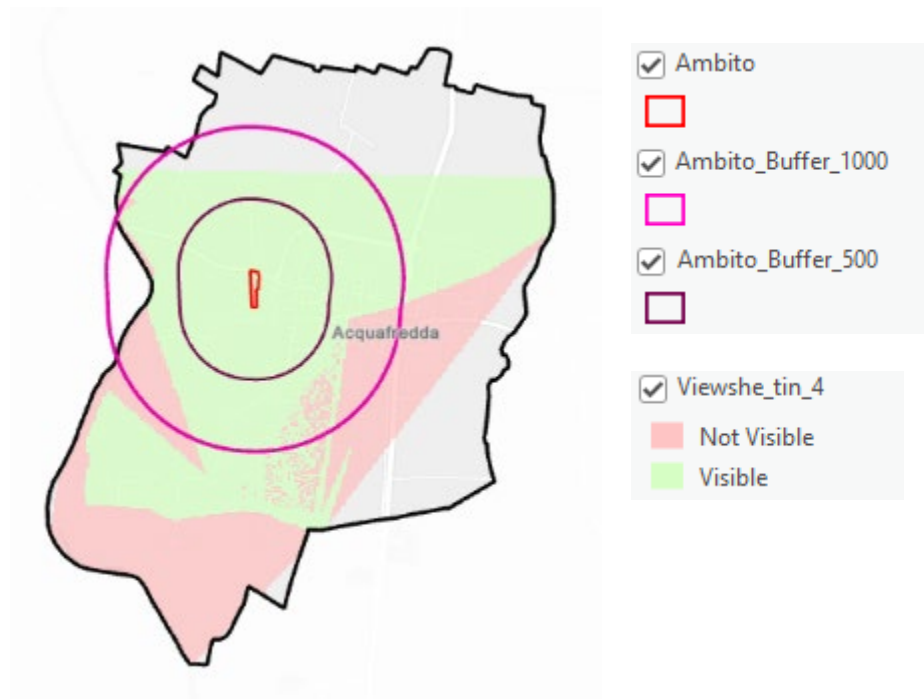 Ambito
Ambito_Buffer_1000
Ambito_Buffer_500
Acquafredda
Viewshe_tin_4
Not Visible
Visible